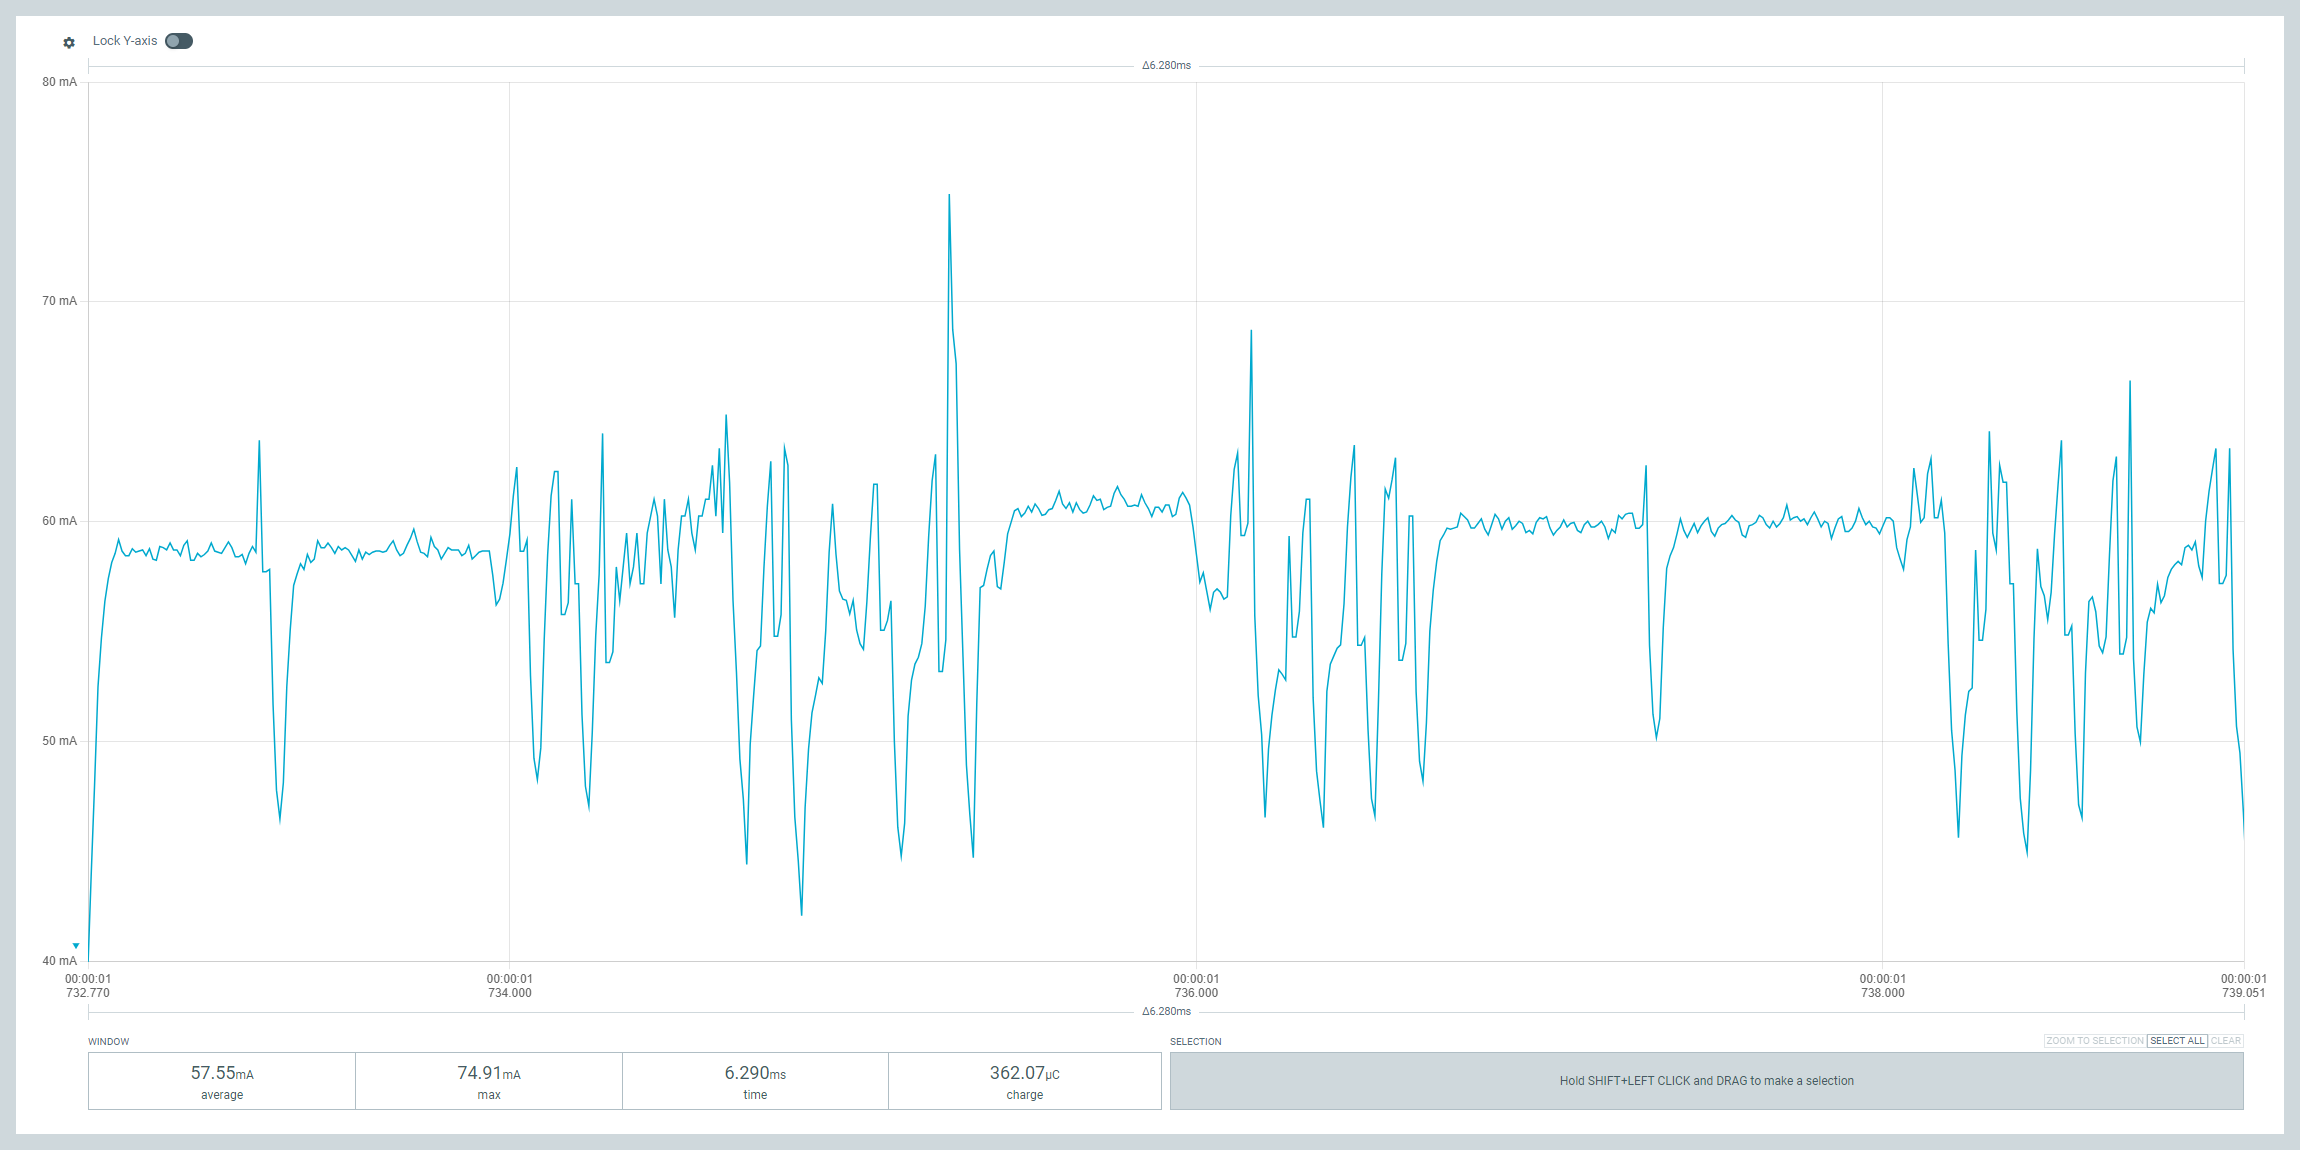 Lock Y-axis
Δ6.280ms
80 mA
70 mA
60 mA
50 mA
40 mA
00:00:01 00:00:01 00:00:01 00:00:01 00:00:01
732.770 734.000 736.000 738.000 739.051
Δ6.280ms
WINDOW SELECTION ZOOM TO SELECTION SELECT ALL CLEAR
57.55mA 74.91mA 6.290ms 362.07μC
average max time charge
Hold SHIFT+LEFT CLICK and DRAG to make a selection